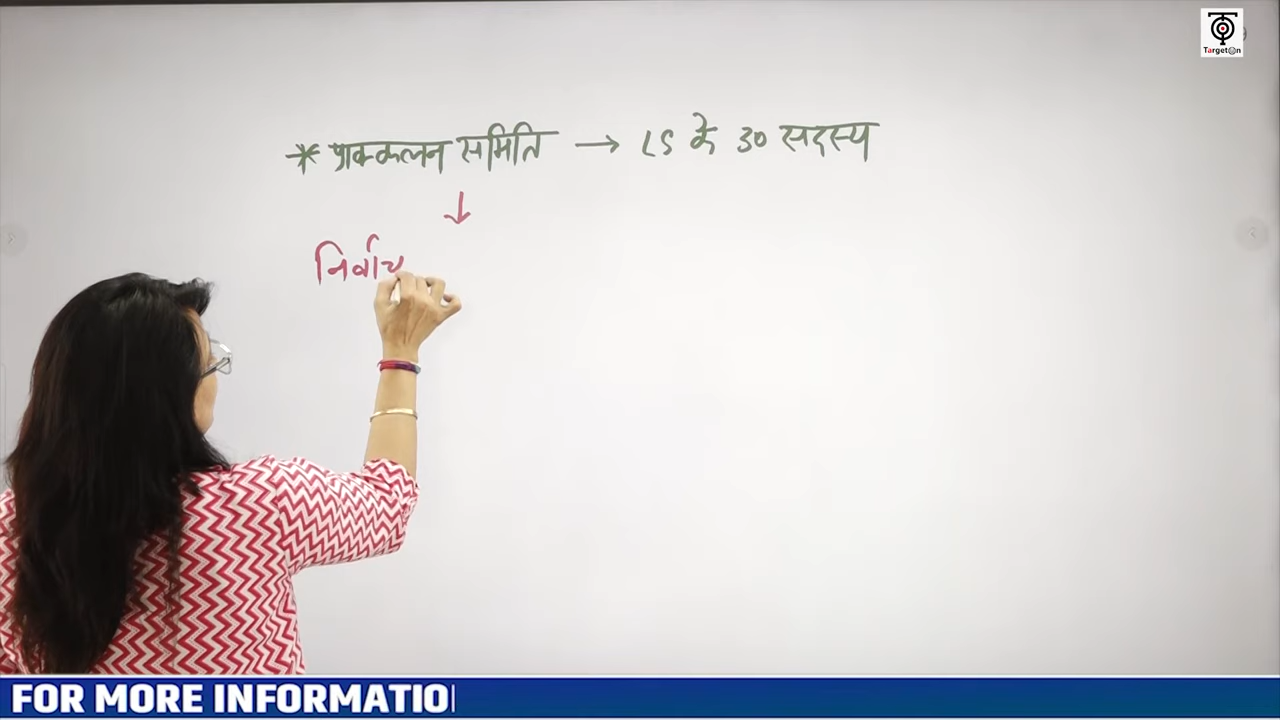 Target@n
* प्राक्कलन समिति → LS के 30 सदस्य
↓
निर्वाच
FOR MORE INFORMATIO